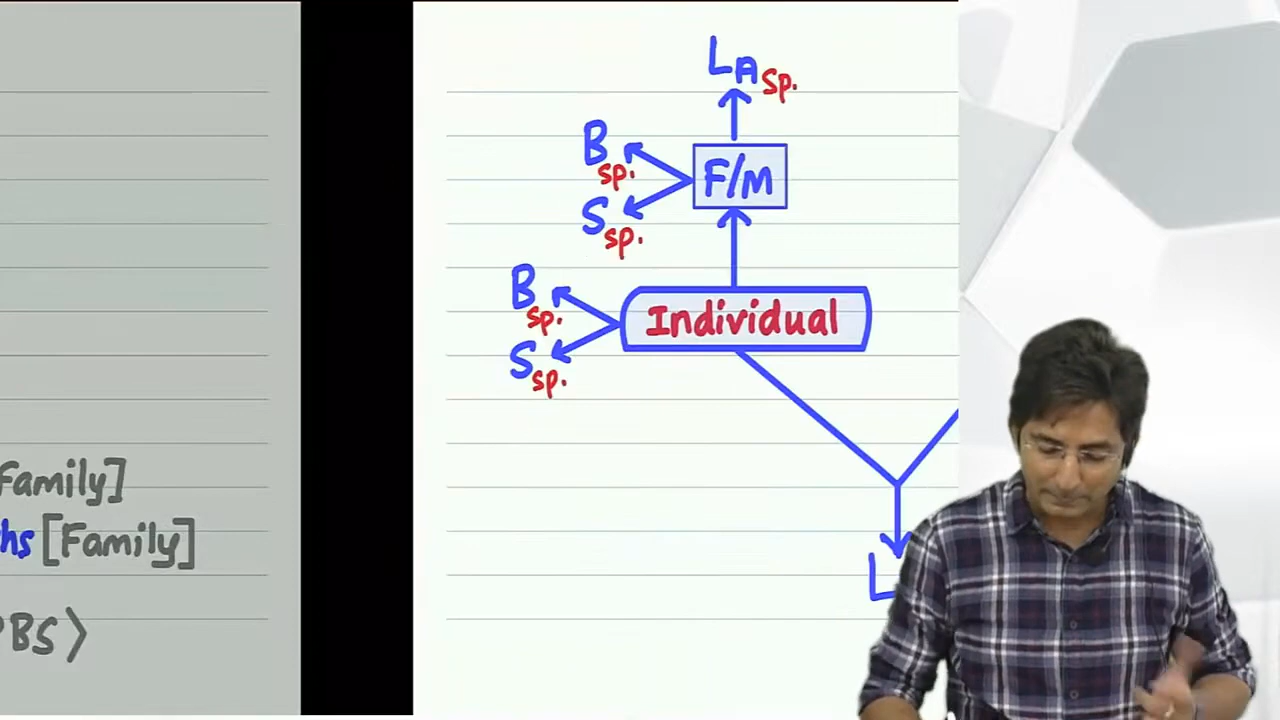 Family]
hs [Family]
BS>
LA sp.
B sp.
F/M
S sp.
B sp.
Individual
S sp.
L